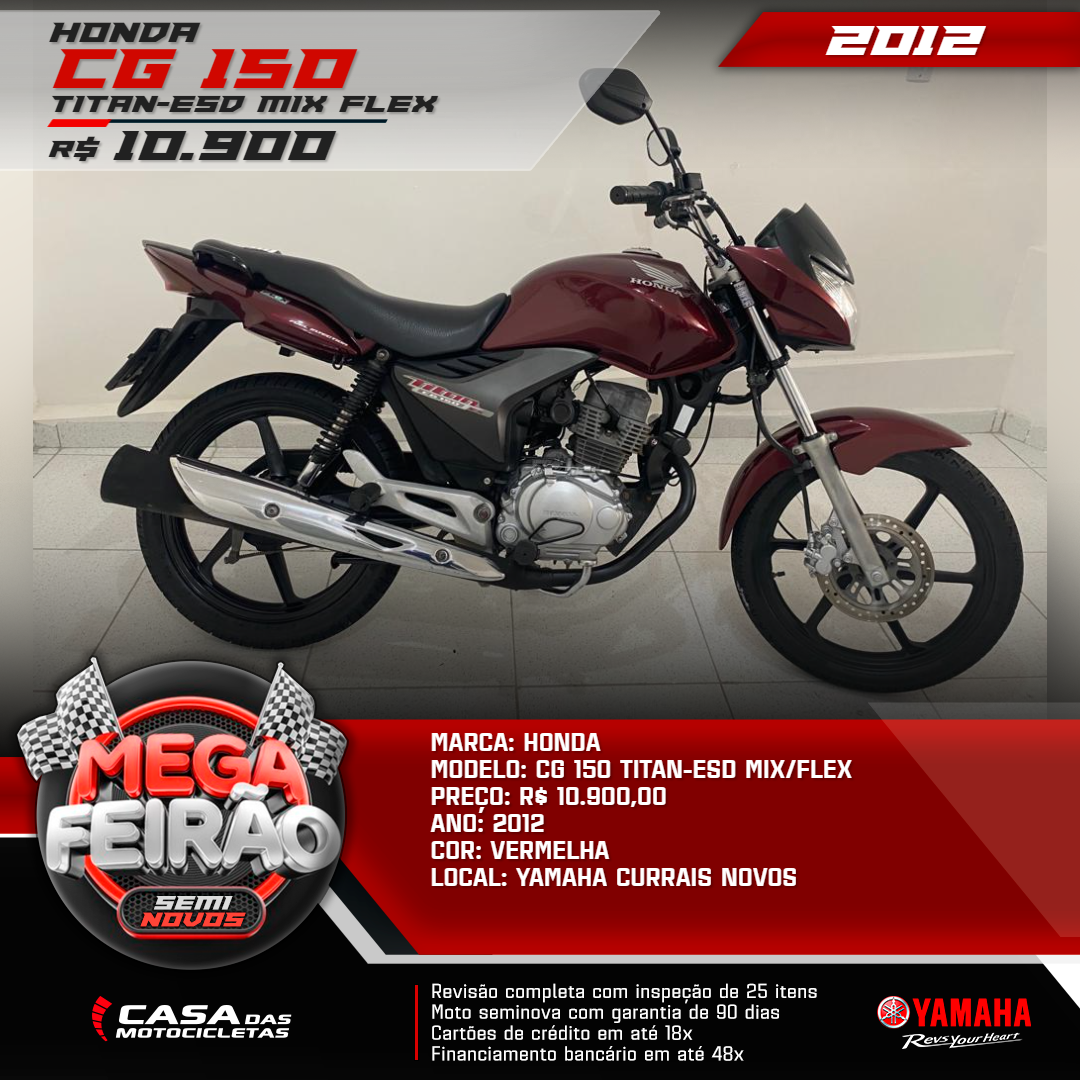 HONDA
CG 150
TITAN-ESD MIX FLEX
R$ 10.900
2012
HONDA
TITAN
HONDA
MEGA
FEIRÃO
SEMI
NOVOS
MARCA: HONDA
MODELO: CG 150 TITAN-ESD MIX/FLEX
PREÇO: R$ 10.900,00
ANO: 2012
COR: VERMELHA
LOCAL: YAMAHA CURRAIS NOVOS
CASA DAS
MOTOCICLETAS
Revisão completa com inspeção de 25 itens
Moto seminova com garantia de 90 dias
Cartões de crédito em até 18x
Financiamento bancário em até 48x
YAMAHA
Revs Your Heart